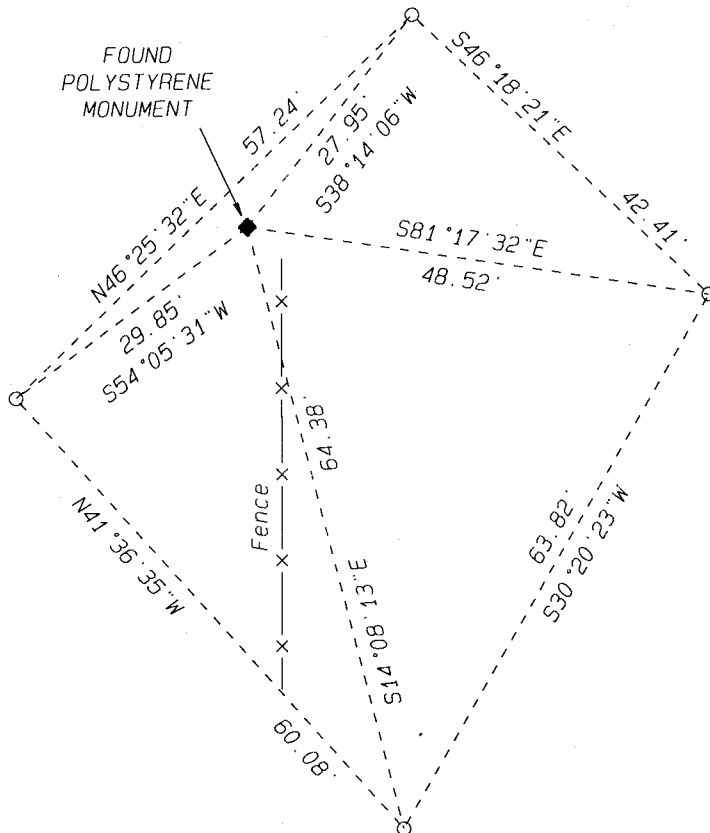 FOUND
POLYSTYRENE
MONUMENT
57.24'
N46°25'32"E
27.95'
S38°14'06"W
S46°18'21"E
42.41'
S81°17'32"E
48.52'
29.85'
S54°05'31"W
64.38'
S14°08'13"E
Fence
N41°36'35"W
60.08'
63.82'
S30°20'23"W